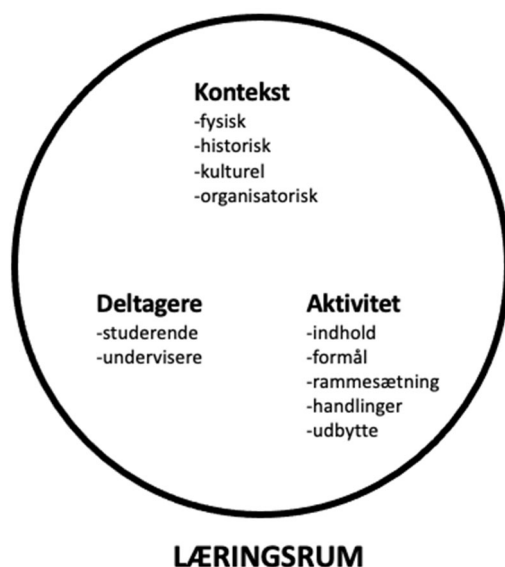 Kontekst
-fysisk
-historisk
-kulturel
-organisatorisk
Deltagere
-studerende
-undervisere
Aktivitet
-indhold
-formål
-rammesætning
-handlinger
-udbytte
LÆRINGSRUM